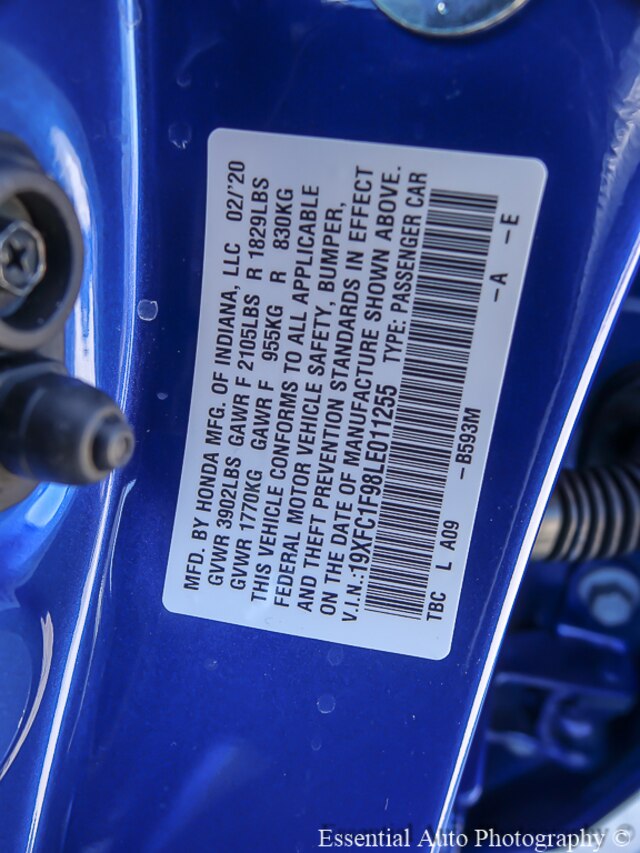 MFD. BY HONDA MFG. OF INDIANA, LLC 02/'20
GVWR 3902LBS GAWR F 2105LBS R 1829LBS
GVWR 1770KG GAWR F 955KG R 830KG
THIS VEHICLE CONFORMS TO ALL APPLICABLE
FEDERAL MOTOR VEHICLE SAFETY, BUMPER,
AND THEFT PREVENTION STANDARDS IN EFFECT
ON THE DATE OF MANUFACTURE SHOWN ABOVE.
V.I.N.:19XFC1F98LE011255 TYPE: PASSENGER CAR
TBC L A09 -B593M -A -E
Essential Auto Photography ©